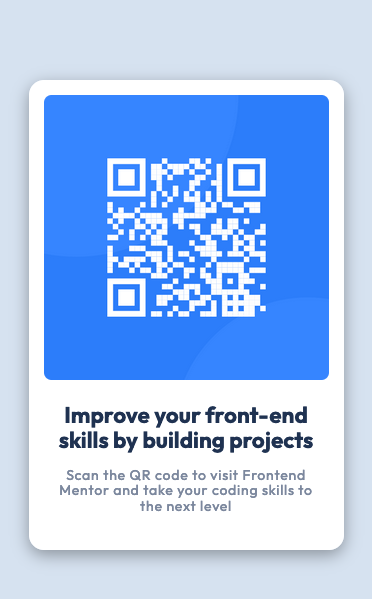 Improve your front-end
skills by building projects
Scan the QR code to visit Frontend
Mentor and take your coding skills to
the next level